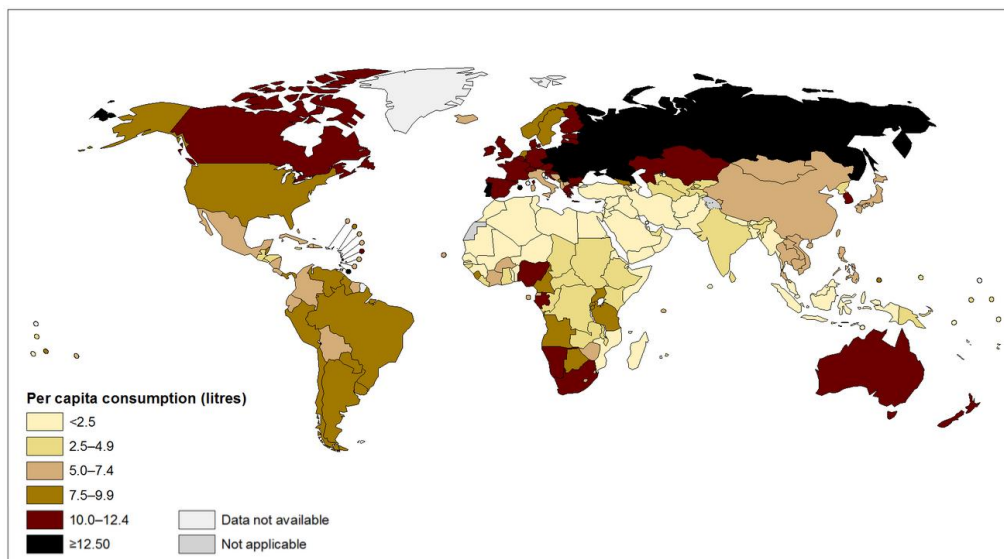 Per capita consumption (litres)
<2.5
2.5–4.9
5.0–7.4
7.5–9.9
10.0–12.4
≥12.50
Data not available
Not applicable